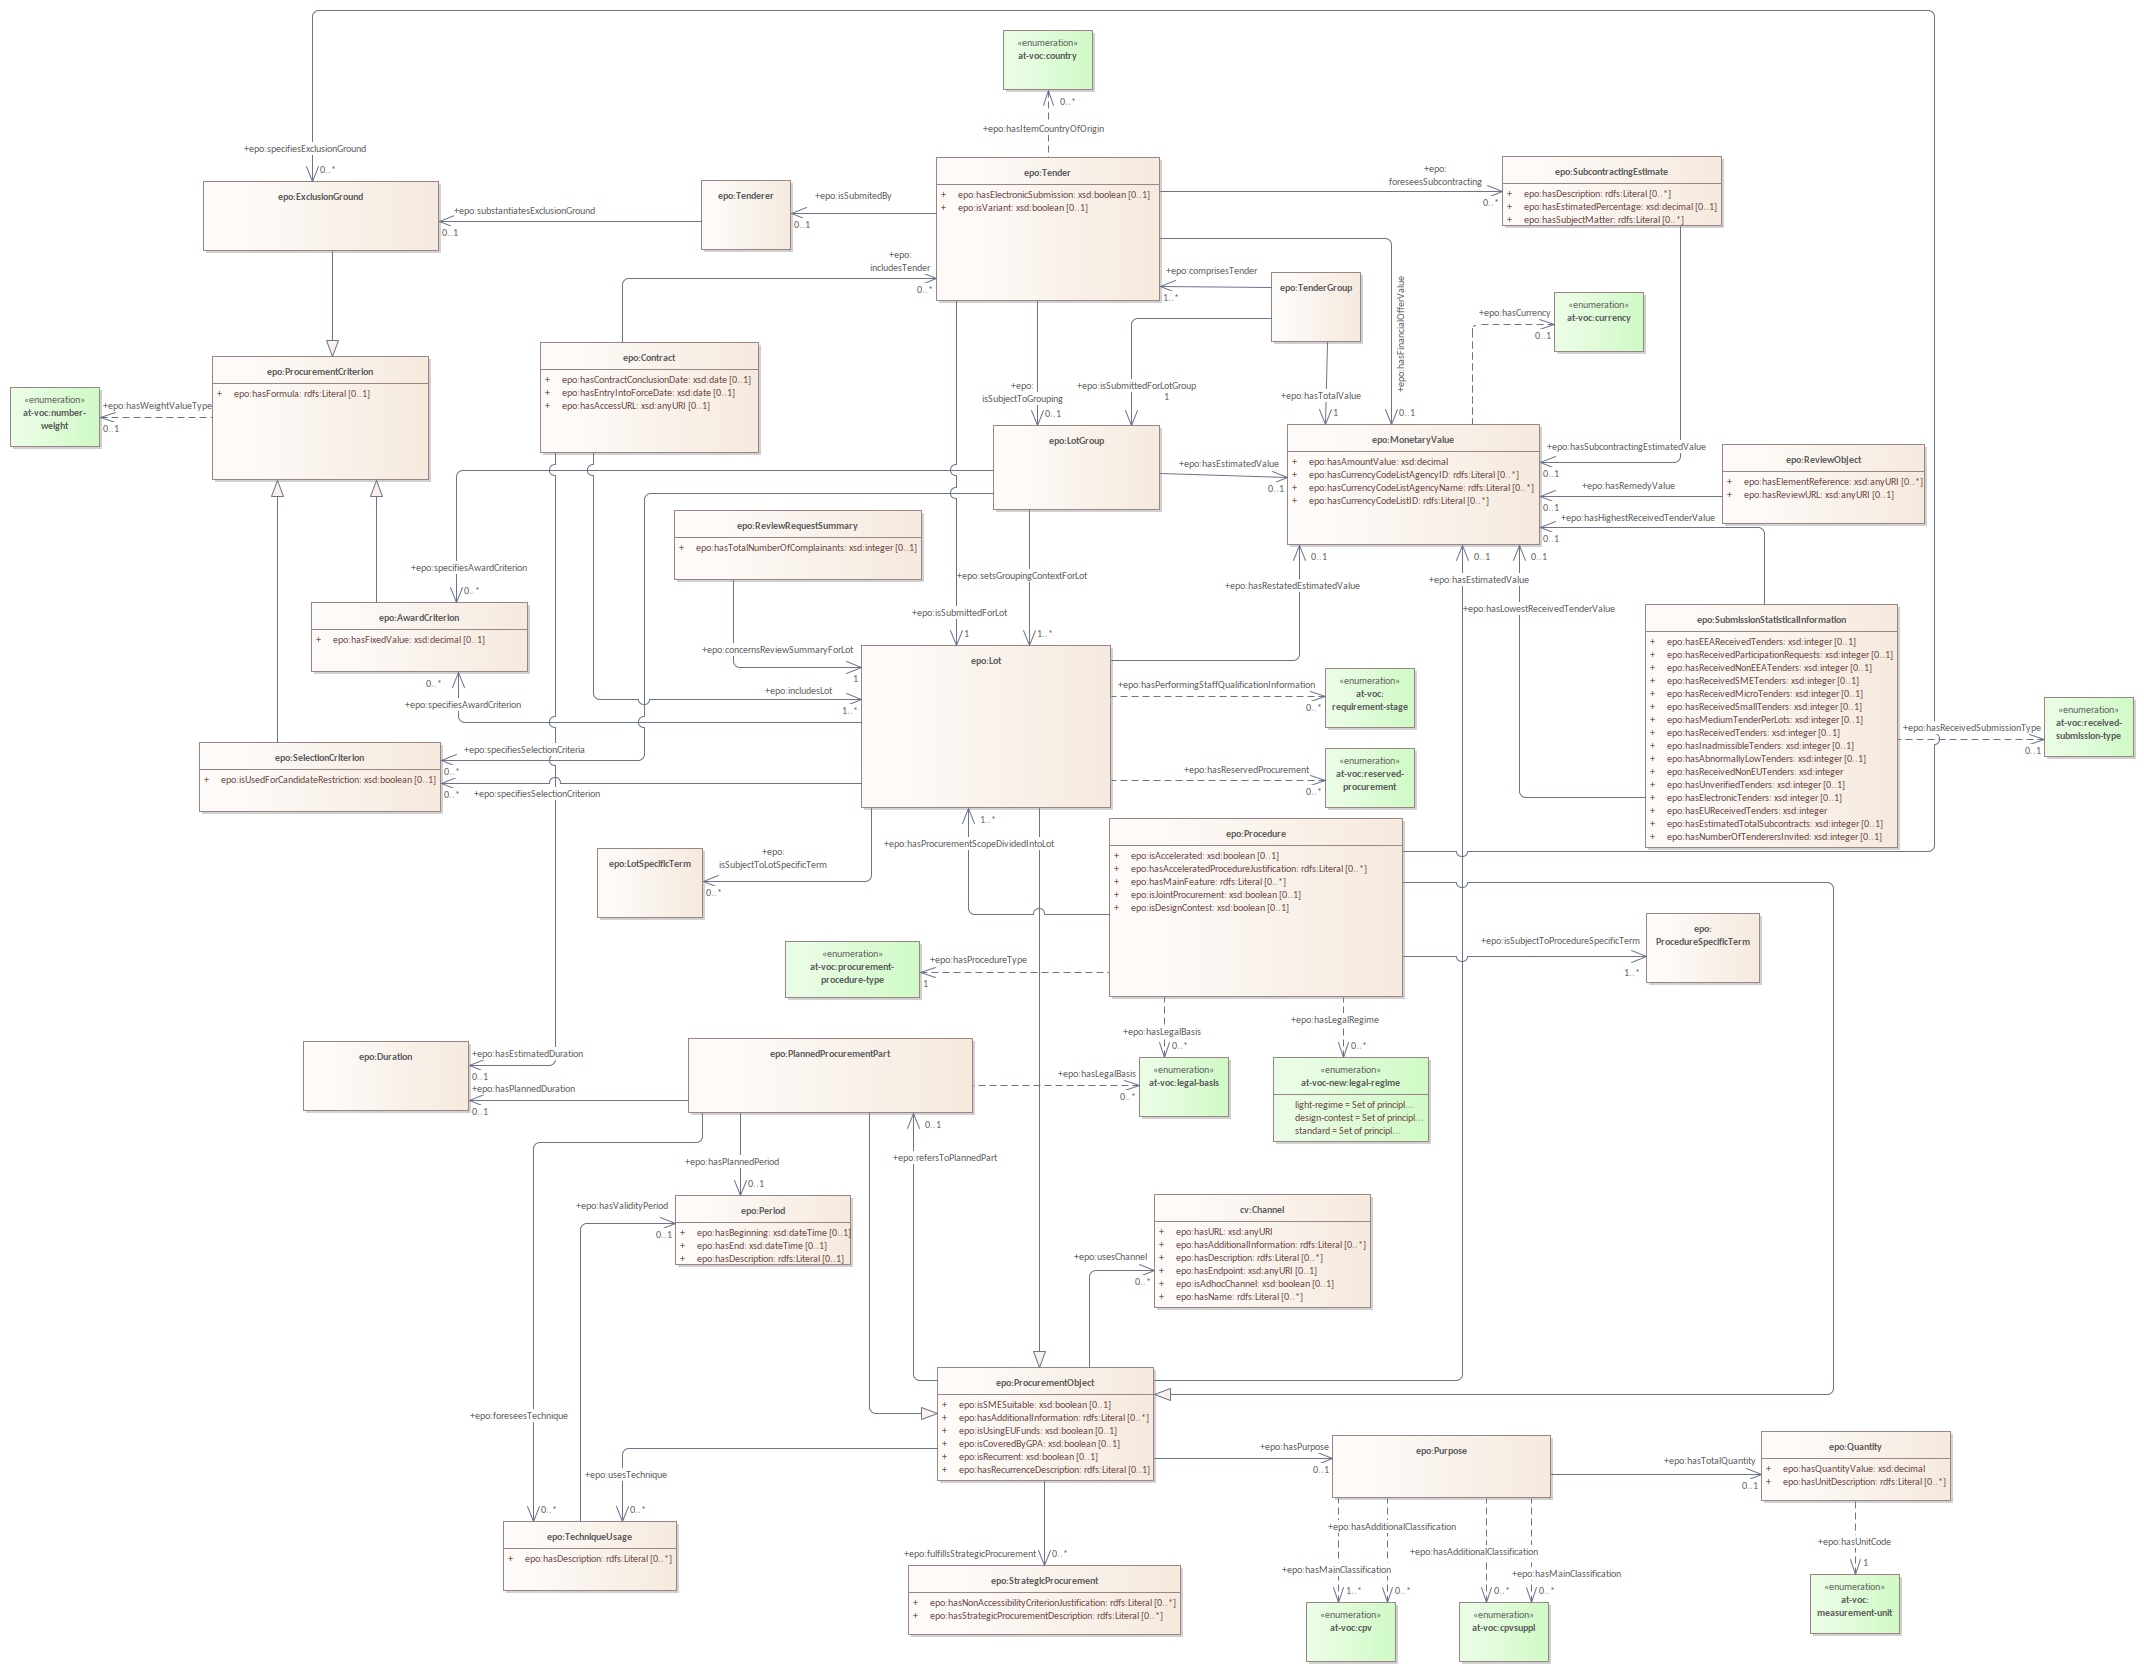 «enumeration»
at-voc:country
0..*
+epo:hasItemCountryOfOrigin
+epo:specifiesExclusionGround
0..*
epo:ExclusionGround
+epo:substantiatesExclusionGround
0..1
epo:Tenderer
+epo:isSubmitedBy
0..1
epo:Tender
+ epo:hasElectronicSubmission: xsd:boolean [0..1]
+ epo:isVariant: xsd:boolean [0..1]
+epo:
foreseesSubcontracting
0..*
epo:SubcontractingEstimate
+ epo:hasDescription: rdfs:Literal [0..*]
+ epo:hasEstimatedPercentage: xsd:decimal [0..1]
+ epo:hasSubjectMatter: rdfs:Literal [0..*]
+epo:
includesTender
0..*
+epo:comprisesTender
1..*
epo:TenderGroup
+epo:hasFinancialOfferValue
0..1
+epo:hasCurrency
0..1
«enumeration»
at-voc:currency
epo:ProcurementCriterion
+ epo:hasFormula: rdfs:Literal [0..1]
+epo:hasWeightValueType
0..1
«enumeration»
at-voc:number-
weight
epo:Contract
+ epo:hasContractConclusionDate: xsd:date [0..1]
+ epo:hasEntryIntoForceDate: xsd:date [0..1]
+ epo:hasAccessURL: xsd:anyURI [0..1]
+epo:
isSubjectToGrouping
0..1
+epo:isSubmittedForLotGroup
1
+epo:hasTotalValue
1
epo:LotGroup
+epo:hasEstimatedValue
0..1
epo:MonetaryValue
+ epo:hasAmountValue: xsd:decimal
+ epo:hasCurrencyCodeListAgencyID: rdfs:Literal [0..*]
+ epo:hasCurrencyCodeListAgencyName: rdfs:Literal [0..*]
+ epo:hasCurrencyCodeListID: rdfs:Literal [0..*]
+epo:hasSubcontractingEstimatedValue
0..1
+epo:hasRemedyValue
0..1
+epo:hasHighestReceivedTenderValue
0..1
epo:ReviewObject
+ epo:hasElementReference: xsd:anyURI [0..*]
+ epo:hasReviewURL: xsd:anyURI [0..1]
epo:ReviewRequestSummary
+ epo:hasTotalNumberOfComplainants: xsd:integer [0..1]
+epo:specifiesAwardCriterion
0..*
+epo:setsGroupingContextForLot
1..*
+epo:isSubmittedForLot
1
0..1
+epo:hasRestatedEstimatedValue
0..1
+epo:hasEstimatedValue
0..1
+epo:hasLowestReceivedTenderValue
epo:AwardCriterion
+ epo:hasFixedValue: xsd:decimal [0..1]
0..*
+epo:specifiesAwardCriterion
+epo:concernsReviewSummaryForLot
1
+epo:includesLot
1..*
epo:Lot
+epo:hasPerformingStaffQualificationInformation
0..*
«enumeration»
at-voc:
requirement-stage
+epo:hasReservedProcurement
0..*
«enumeration»
at-voc:reserved-
procurement
epo:SubmissionStatisticalInformation
+ epo:hasEEAReceivedTenders: xsd:integer [0..1]
+ epo:hasReceivedParticipationRequests: xsd:integer [0..1]
+ epo:hasReceivedNonEEATenders: xsd:integer [0..1]
+ epo:hasReceivedSMETenders: xsd:integer [0..1]
+ epo:hasReceivedMicroTenders: xsd:integer [0..1]
+ epo:hasReceivedSmallTenders: xsd:integer [0..1]
+ epo:hasMediumTenderPerLots: xsd:integer [0..1]
+ epo:hasReceivedTenders: xsd:integer [0..1]
+ epo:hasInadmissibleTenders: xsd:integer [0..1]
+ epo:hasAbnormallyLowTenders: xsd:integer [0..1]
+ epo:hasReceivedNonEUTenders: xsd:integer
+ epo:hasUnverifiedTenders: xsd:integer [0..1]
+ epo:hasElectronicTenders: xsd:integer [0..1]
+ epo:hasEUReceivedTenders: xsd:integer
+ epo:hasEstimatedTotalSubcontracts: xsd:integer [0..1]
+ epo:hasNumberOfTenderersInvited: xsd:integer [0..1]
+epo:hasReceivedSubmissionType
0..1
«enumeration»
at-voc:received-
submission-type
epo:SelectionCriterion
+ epo:isUsedForCandidateRestriction: xsd:boolean [0..1]
+epo:specifiesSelectionCriteria
0..*
0..*
+epo:specifiesSelectionCriterion
epo:LotSpecificTerm
+epo:
isSubjectToLotSpecificTerm
0..*
1..*
+epo:hasProcurementScopeDividedIntoLot
epo:Procedure
+ epo:isAccelerated: xsd:boolean [0..1]
+ epo:hasAcceleratedProcedureJustification: rdfs:Literal [0..*]
+ epo:hasMainFeature: rdfs:Literal [0..*]
+ epo:isJointProcurement: xsd:boolean [0..1]
+ epo:isDesignContest: xsd:boolean [0..1]
+epo:isSubjectToProcedureSpecificTerm
1..*
epo:
ProcedureSpecificTerm
«enumeration»
at-voc:procurement-
procedure-type
+epo:hasProcedureType
1
+epo:hasLegalBasis
0..*
+epo:hasLegalRegime
0..*
epo:Duration
+epo:hasEstimatedDuration
0..1
+epo:hasPlannedDuration
0..1
epo:PlannedProcurementPart
+epo:hasLegalBasis
0..*
«enumeration»
at-voc:legal-basis
«enumeration»
at-voc-new:legal-regime
light-regime = Set of principl...
design-contest = Set of principl...
standard = Set of principl...
+epo:hasPlannedPeriod
0..1
0..1
+epo:refersToPlannedPart
+epo:hasValidityPeriod
0..1
epo:Period
+ epo:hasBeginning: xsd:dateTime [0..1]
+ epo:hasEnd: xsd:dateTime [0..1]
+ epo:hasDescription: rdfs:Literal [0..1]
+epo:usesChannel
0..*
cv:Channel
+ epo:hasURL: xsd:anyURI
+ epo:hasAdditionalInformation: rdfs:Literal [0..*]
+ epo:hasDescription: rdfs:Literal [0..*]
+ epo:hasEndpoint: xsd:anyURI [0..1]
+ epo:isAdhocChannel: xsd:boolean [0..1]
+ epo:hasName: rdfs:Literal [0..*]
epo:ProcurementObject
+ epo:isSMESuitable: xsd:boolean [0..1]
+ epo:hasAdditionalInformation: rdfs:Literal [0..*]
+ epo:isUsingEUFunds: xsd:boolean [0..1]
+ epo:isCoveredByGPA: xsd:boolean [0..1]
+ epo:isRecurrent: xsd:boolean [0..1]
+ epo:hasRecurrenceDescription: rdfs:Literal [0..1]
+epo:foreseesTechnique
0..*
+epo:usesTechnique
0..*
epo:TechniqueUsage
+ epo:hasDescription: rdfs:Literal [0..*]
+epo:hasPurpose
0..1
epo:Purpose
+epo:hasTotalQuantity
0..1
epo:Quantity
+ epo:hasQuantityValue: xsd:decimal
+ epo:hasUnitDescription: rdfs:Literal [0..*]
+epo:fulfillsStrategicProcurement
0..*
epo:StrategicProcurement
+ epo:hasNonAccessibilityCriterionJustification: rdfs:Literal [0..*]
+ epo:hasStrategicProcurementDescription: rdfs:Literal [0..*]
+epo:hasAdditionalClassification
+epo:hasAdditionalClassification
+epo:hasMainClassification
+epo:hasMainClassification
1..*
0..*
0..*
0..*
«enumeration»
at-voc:cpv
«enumeration»
at-voc:cpvsuppl
+epo:hasUnitCode
1
«enumeration»
at-voc:
measurement-unit